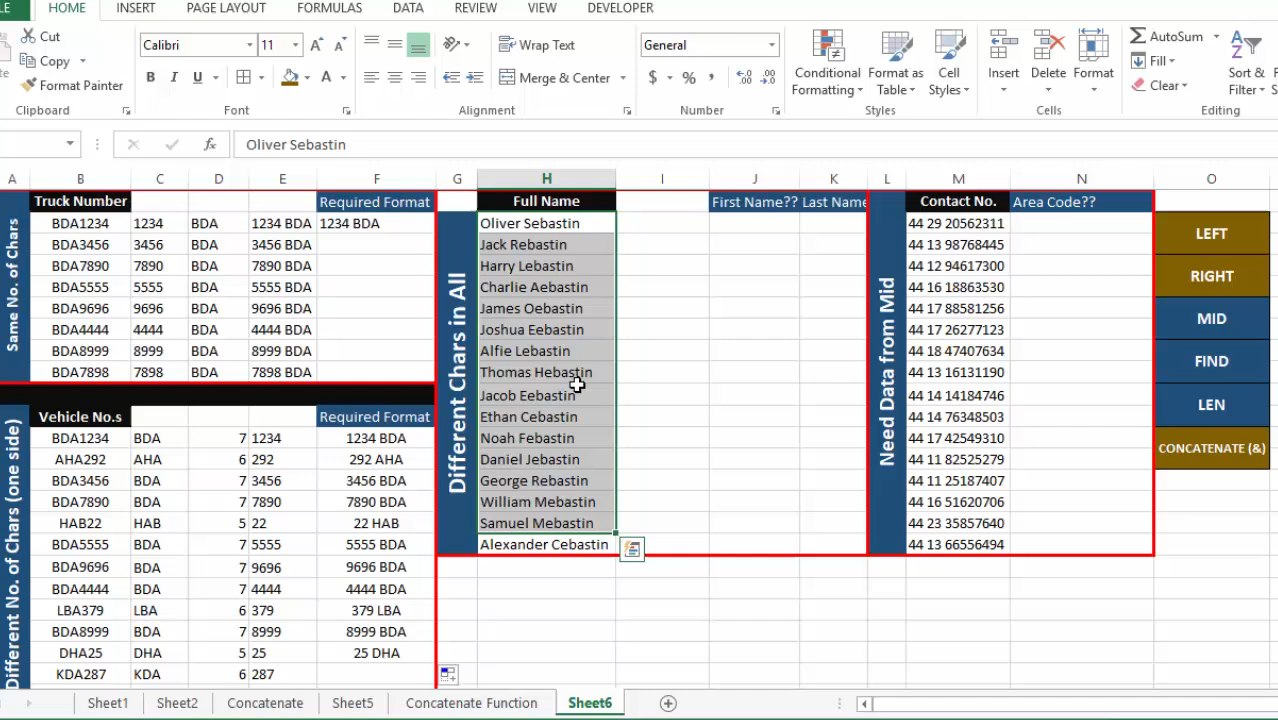 HOME INSERT PAGE LAYOUT FORMULAS DATA REVIEW VIEW DEVELOPER
Cut
Copy
Format Painter
Clipboard
Calibri 11
B I U
Font
Wrap Text
Merge & Center
Alignment
General
$ % ,
Number
Conditional Formatting
Format as Table
Cell Styles
Styles
Insert Delete Format
Cells
AutoSum
Fill
Clear
Sort & Filter
Editing
fx Oliver Sebastin
A B C D E F G H I J K L M N O
Same No. of Chars
Truck Number Required Format
BDA1234 1234 BDA 1234 BDA 1234 BDA
BDA3456 3456 BDA 3456 BDA
BDA7890 7890 BDA 7890 BDA
BDA5555 5555 BDA 5555 BDA
BDA9696 9696 BDA 9696 BDA
BDA4444 4444 BDA 4444 BDA
BDA8999 8999 BDA 8999 BDA
BDA7898 7898 BDA 7898 BDA
Different No. of Chars (one side)
Vehicle No.s Required Format
BDA1234 BDA 7 1234 1234 BDA
AHA292 AHA 6 292 292 AHA
BDA3456 BDA 7 3456 3456 BDA
BDA7890 BDA 7 7890 7890 BDA
HAB22 HAB 5 22 22 HAB
BDA5555 BDA 7 5555 5555 BDA
BDA9696 BDA 7 9696 9696 BDA
BDA4444 BDA 7 4444 4444 BDA
LBA379 LBA 6 379 379 LBA
BDA8999 BDA 7 8999 8999 BDA
DHA25 DHA 5 25 25 DHA
KDA287 KDA 6 287
Different Chars in All
Full Name First Name?? Last Name
Oliver Sebastin
Jack Rebastin
Harry Lebastin
Charlie Aebastin
James Oebastin
Joshua Eebastin
Alfie Lebastin
Thomas Hebastin
Jacob Eebastin
Ethan Cebastin
Noah Febastin
Daniel Jebastin
George Rebastin
William Mebastin
Samuel Mebastin
Alexander Cebastin
Need Data from Mid
Contact No. Area Code??
44 29 20562311
44 13 98768445
44 12 94617300
44 16 18863530
44 17 88581256
44 17 26277123
44 18 47407634
44 13 16131190
44 14 14184746
44 14 76348503
44 17 42549310
44 11 82525279
44 11 25187407
44 16 51620706
44 23 35857640
44 13 66556494
LEFT
RIGHT
MID
FIND
LEN
CONCATENATE (&)
Sheet1 Sheet2 Concatenate Sheet5 Concatenate Function Sheet6